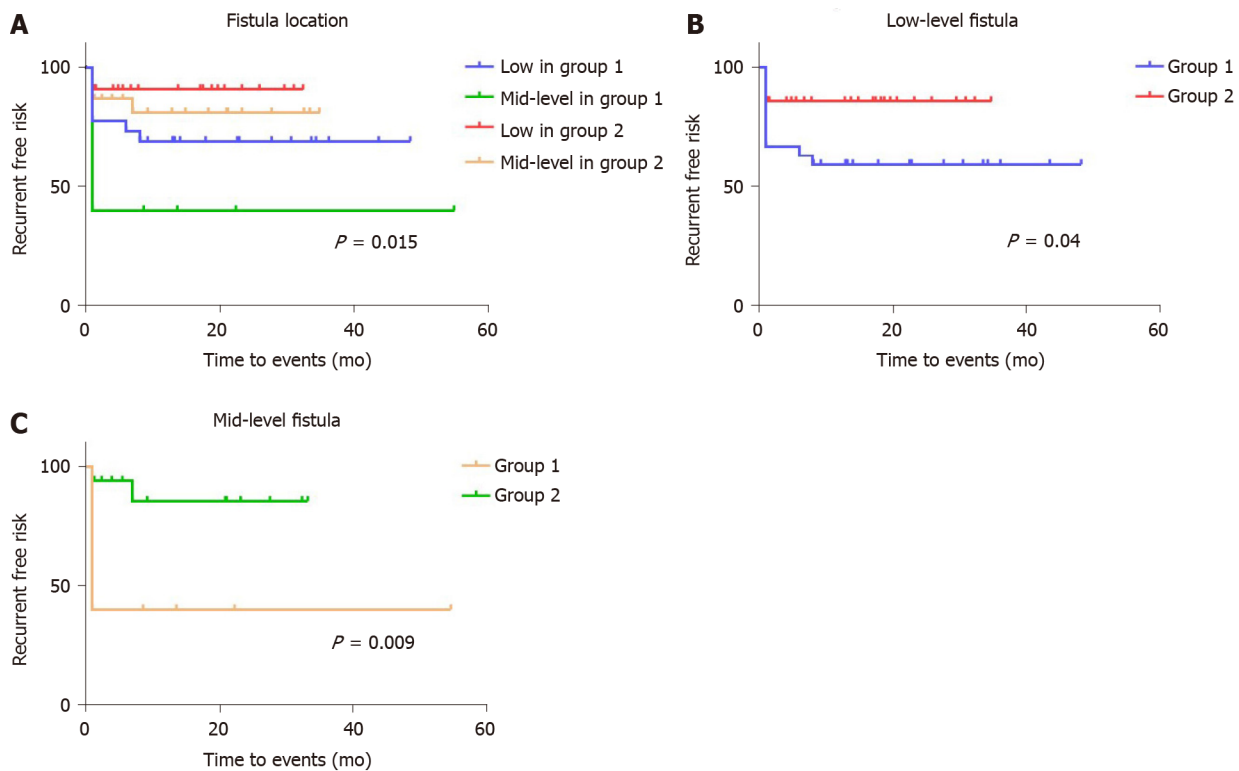 A
Fistula location
100
50
0
Recurrent free risk
0 20 40 60
Time to events (mo)
Low in group 1
Mid-level in group 1
Low in group 2
Mid-level in group 2
P = 0.015
B
Low-level fistula
100
50
0
Recurrent free risk
0 20 40 60
Time to events (mo)
Group 1
Group 2
P = 0.04
C
Mid-level fistula
100
50
0
Recurrent free risk
0 20 40 60
Time to events (mo)
Group 1
Group 2
P = 0.009